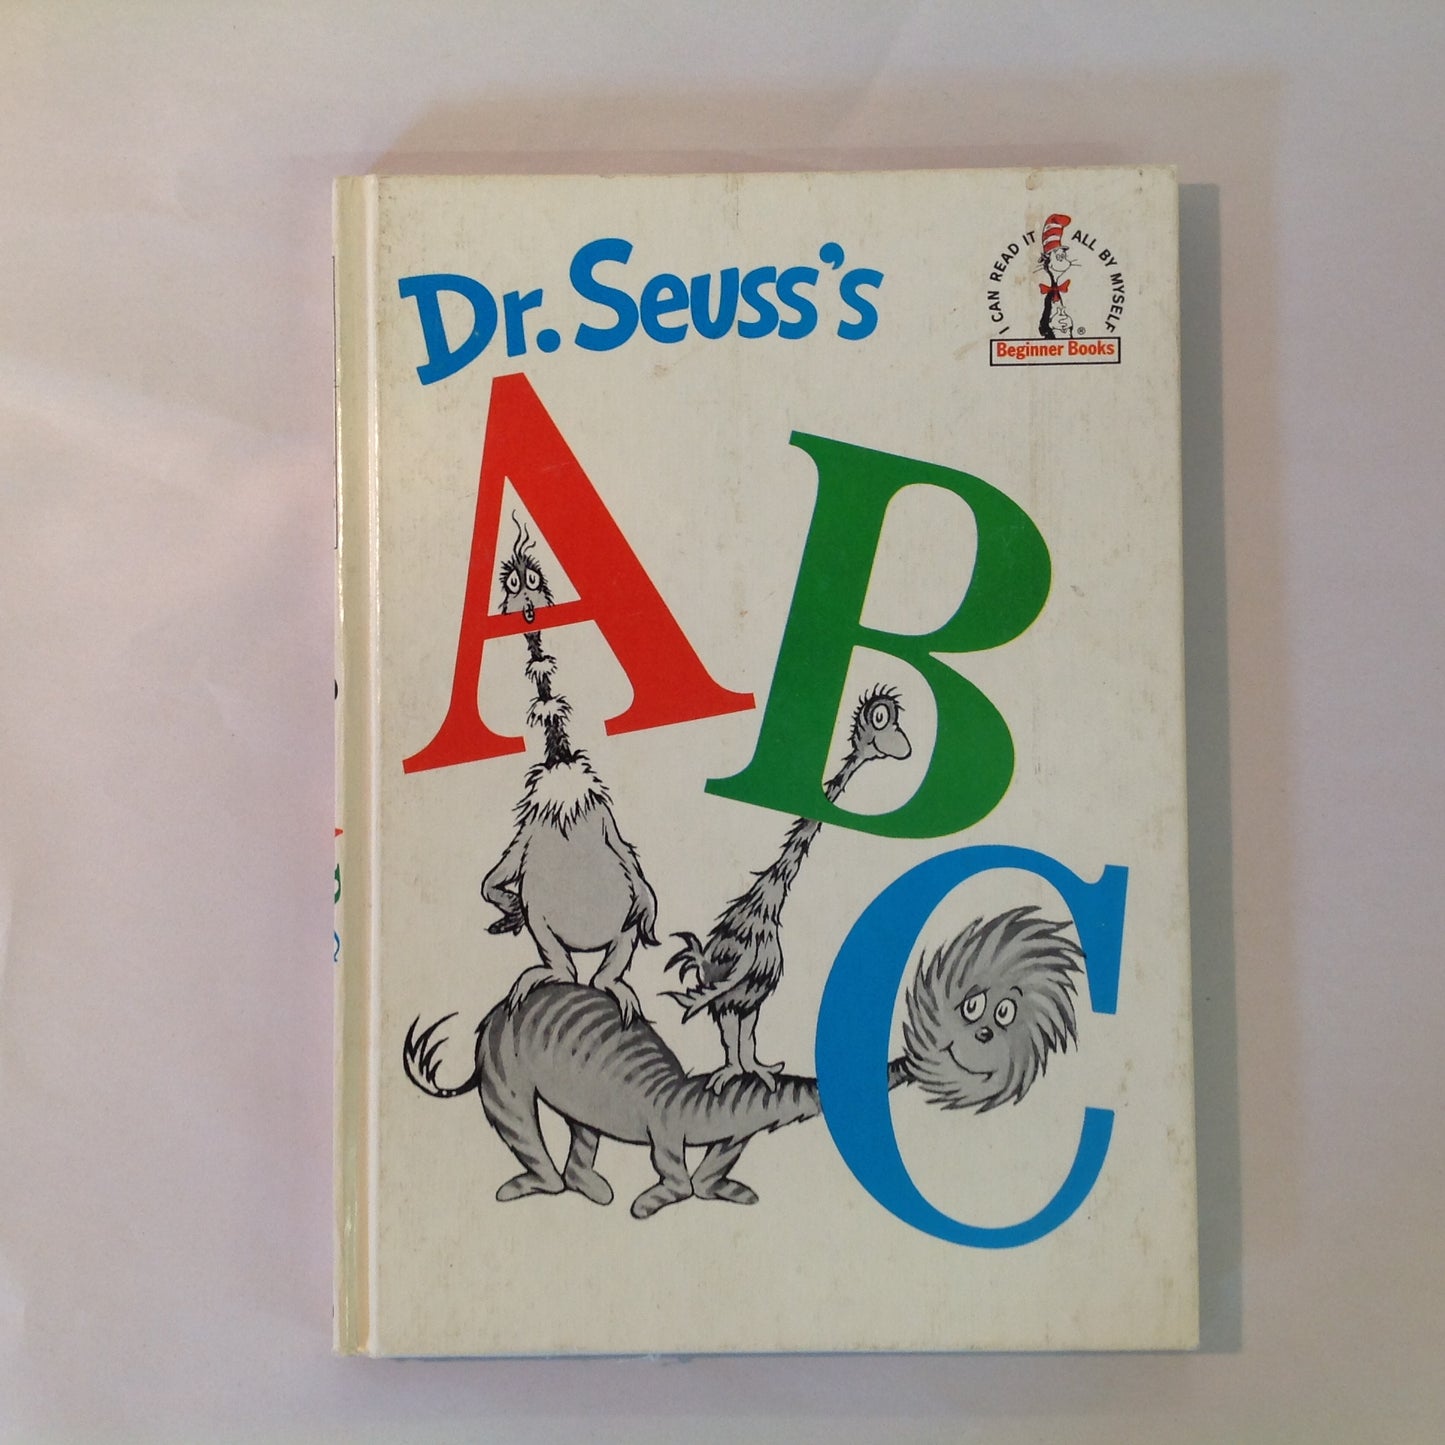 Dr. Seuss's
I CAN READ IT ALL BY MYSELF
®
Beginner Books
A
B
C